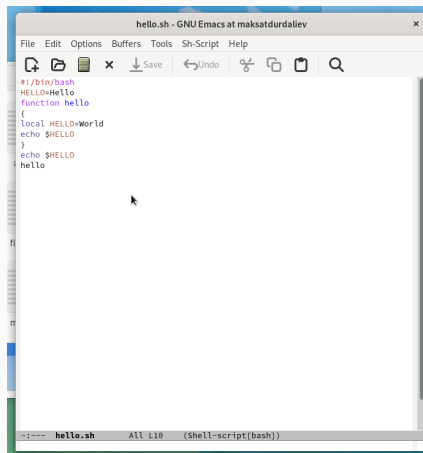 hello.sh - GNU Emacs at maksatdurdaliev
File Edit Options Buffers Tools Sh-Script Help
Save Undo
#!/bin/bash
HELLO=Hello
function hello
{
local HELLO=World
echo $HELLO
}
echo $HELLO
hello
-:--- hello.sh All L10 (Shell-script[bash])